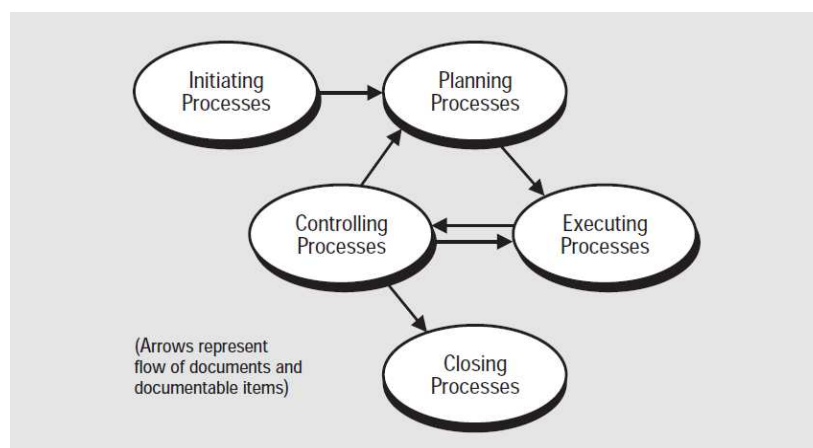 Initiating
Processes
Planning
Processes
Controlling
Processes
Executing
Processes
(Arrows represent
flow of documents and
documentable items)
Closing
Processes